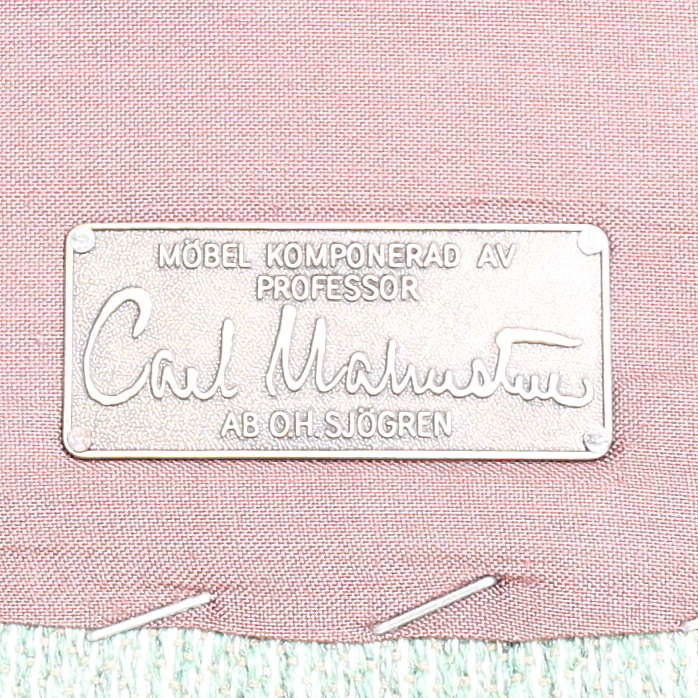 MÖBEL KOMPONERAD AV
PROFESSOR
Carl Malmsten
AB O.H. SJÖGREN